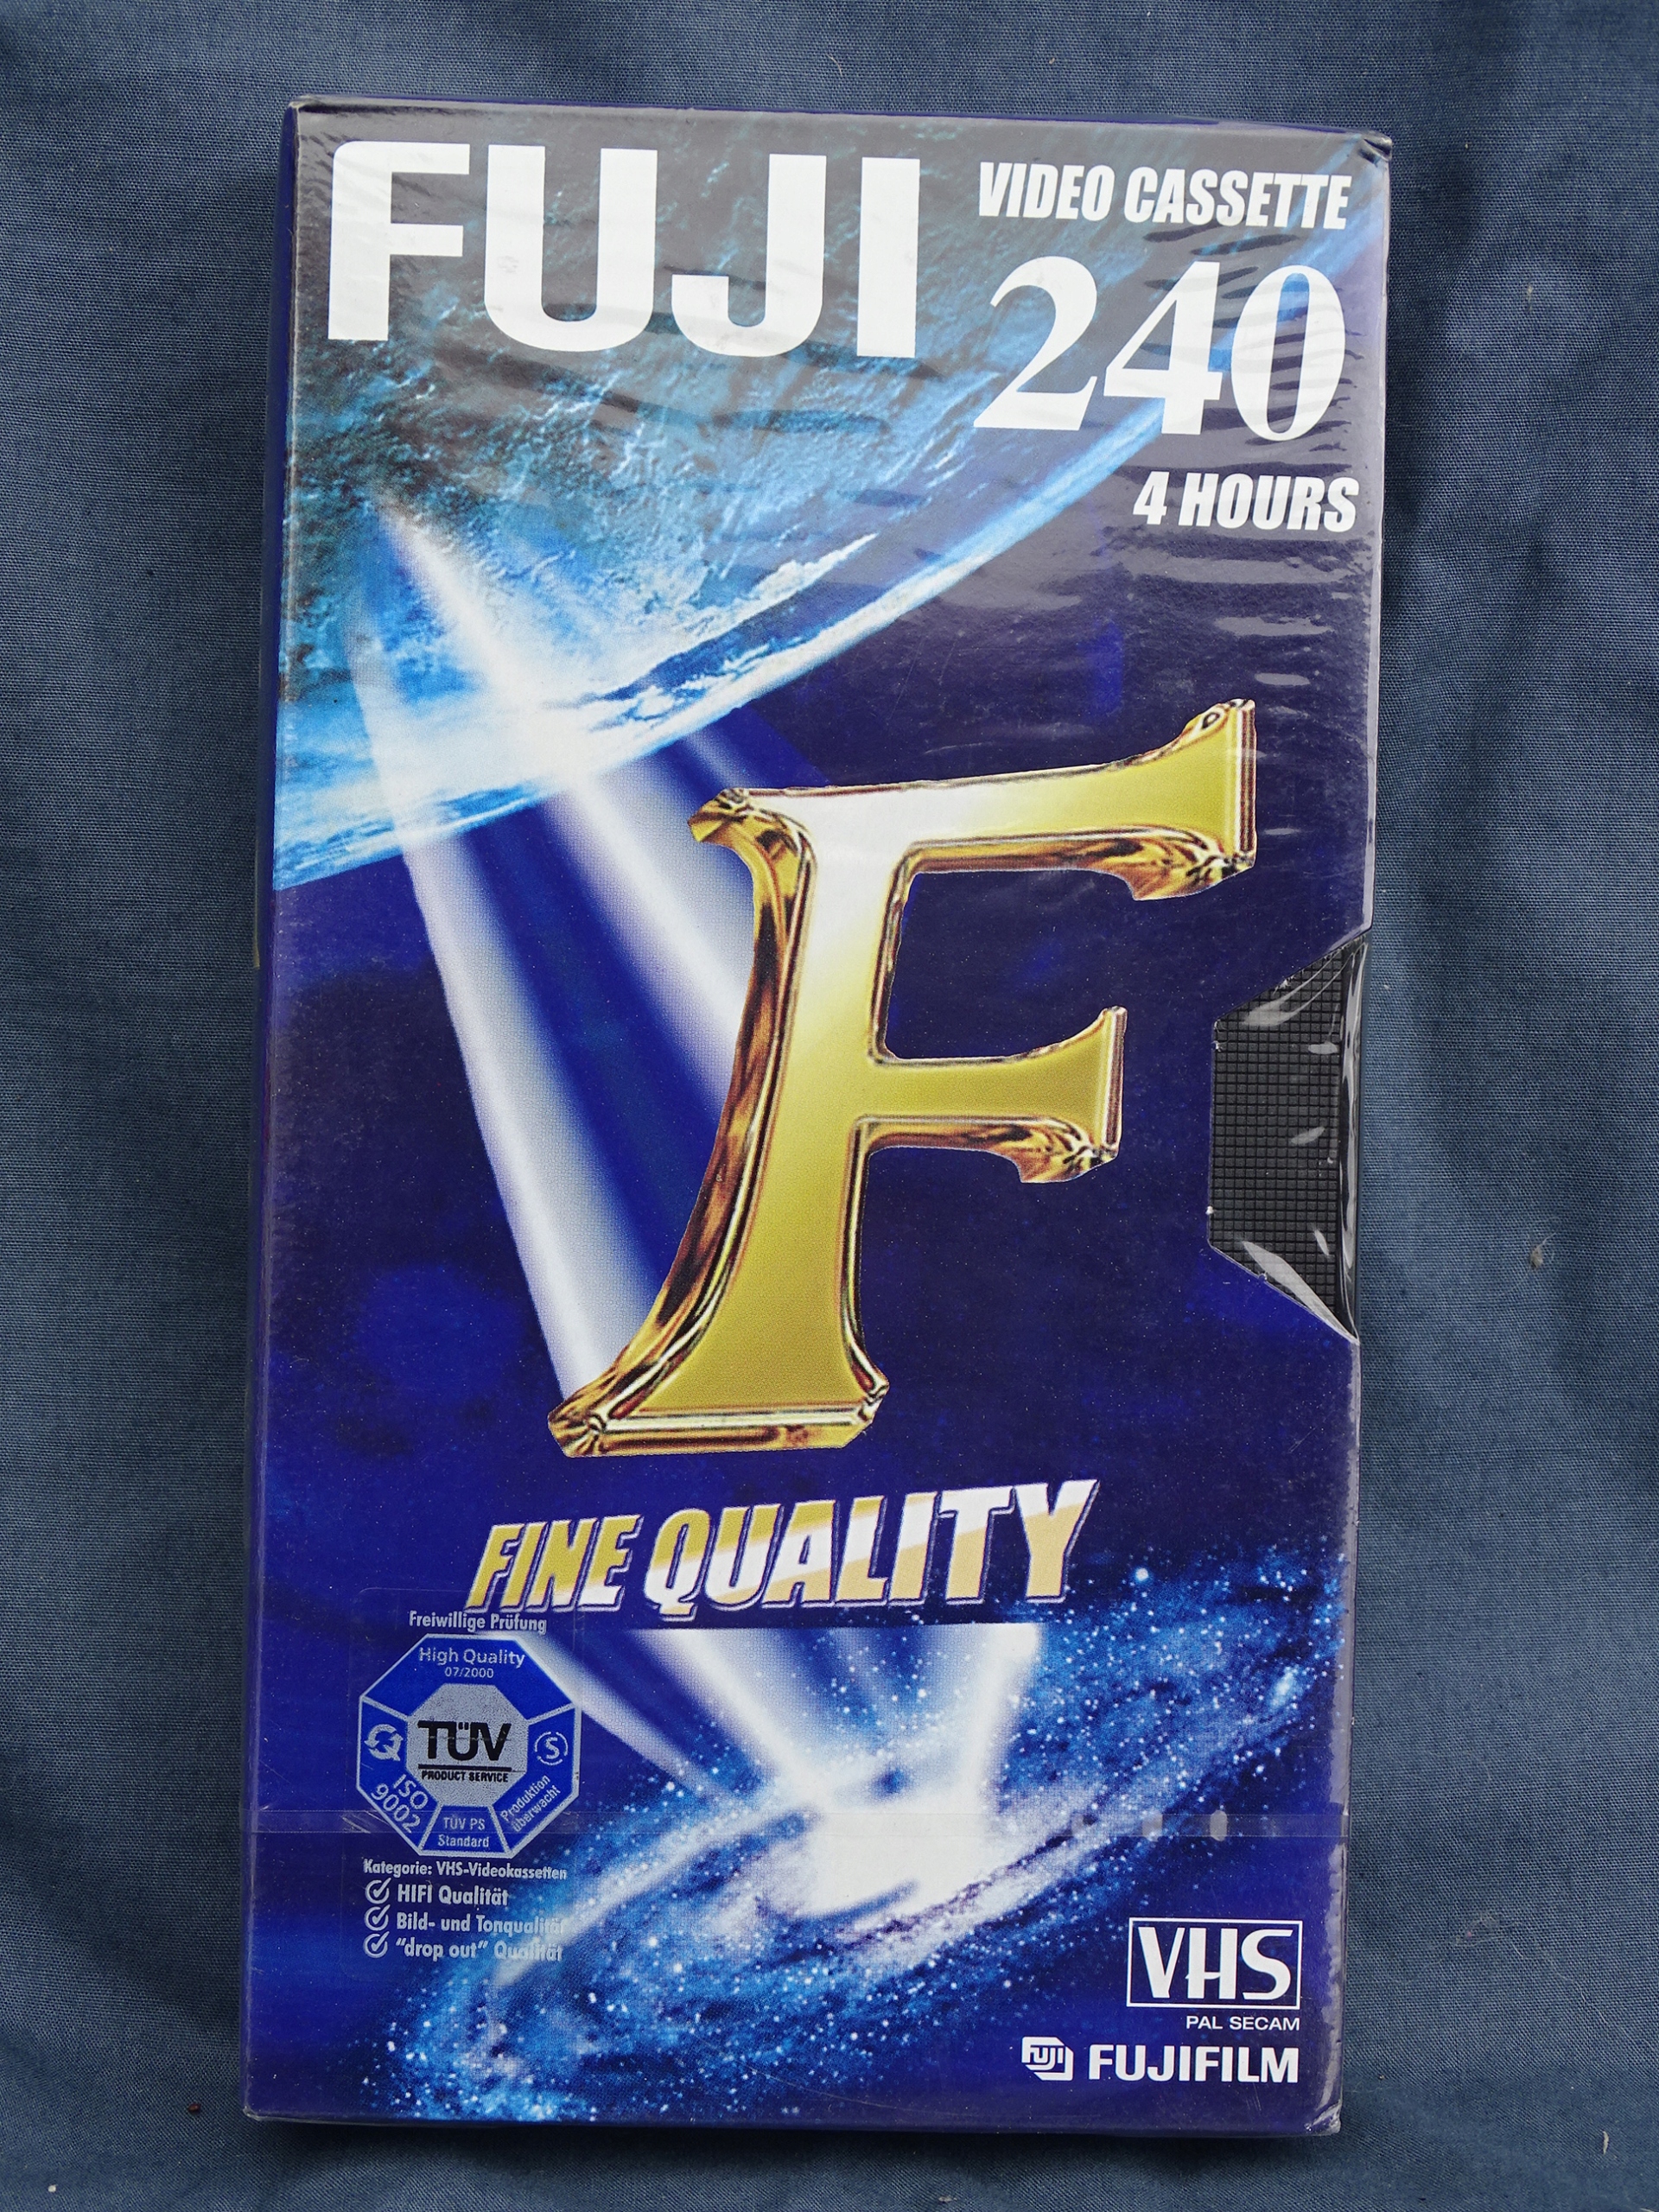 FUJI
VIDEO CASSETTE
240
4 HOURS
F
FINE QUALITY
Freiwillige Prüfung
High Quality
07/2000
TÜV
PRODUCT SERVICE
S
Q
ISO
9002
TÜV PS
Standard
Produktion
überwacht
Kategorie: VHS-Videokassetten
HIFI Qualität
Bild- und Tonqualität
"drop out" Qualität
VHS
PAL SECAM
FUJI FUJIFILM